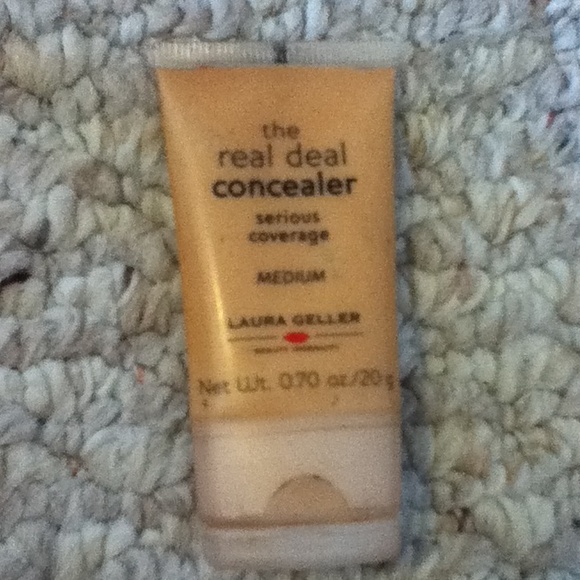 the
real deal
concealer
serious
coverage
MEDIUM
LAURA GELLER
Net Wt. 0.70 oz./20 g